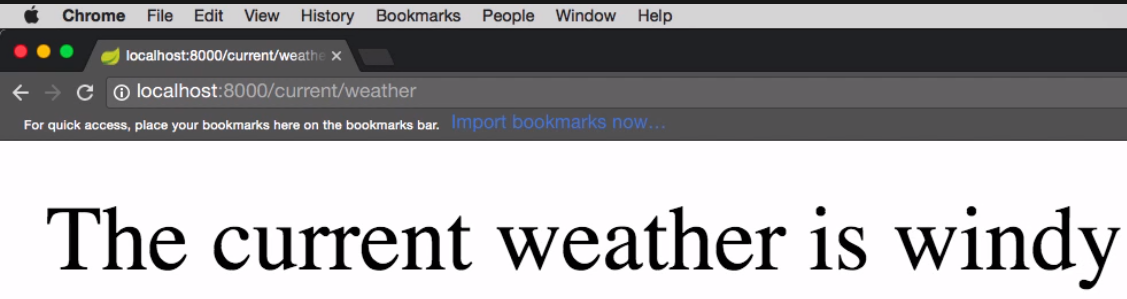 Chrome File Edit View History Bookmarks People Window Help
localhost:8000/current/weathe
localhost:8000/current/weather
For quick access, place your bookmarks here on the bookmarks bar. Import bookmarks now...
The current weather is windy